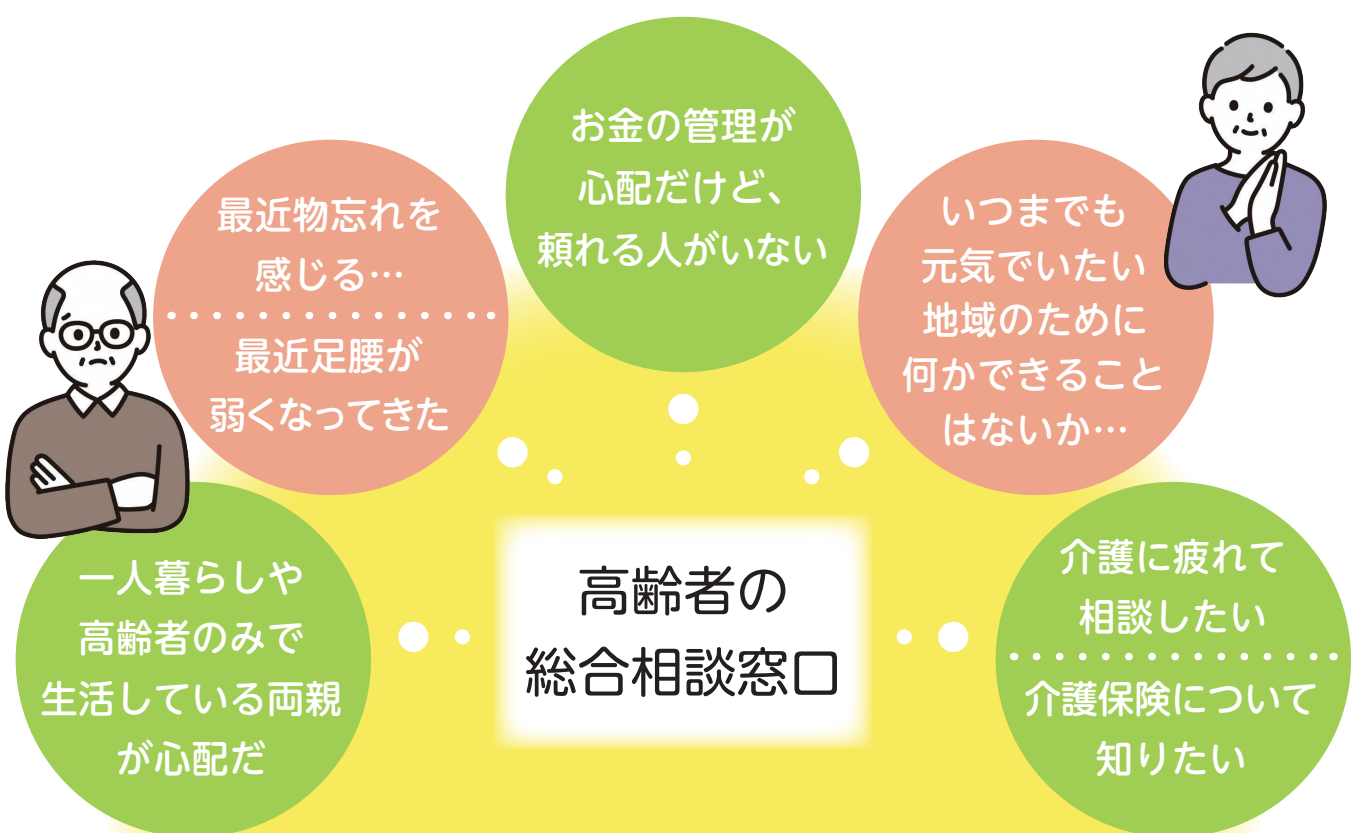 お金の管理が
心配だけど、
頼れる人がいない
最近物忘れを
感じる…
最近足腰が
弱くなってきた
いつまでも
元気でいたい
地域のために
何かできること
はないか…
一人暮らしや
高齢者のみで
生活している両親
が心配だ
高齢者の
総合相談窓口
介護に疲れて
相談したい
介護保険について
知りたい